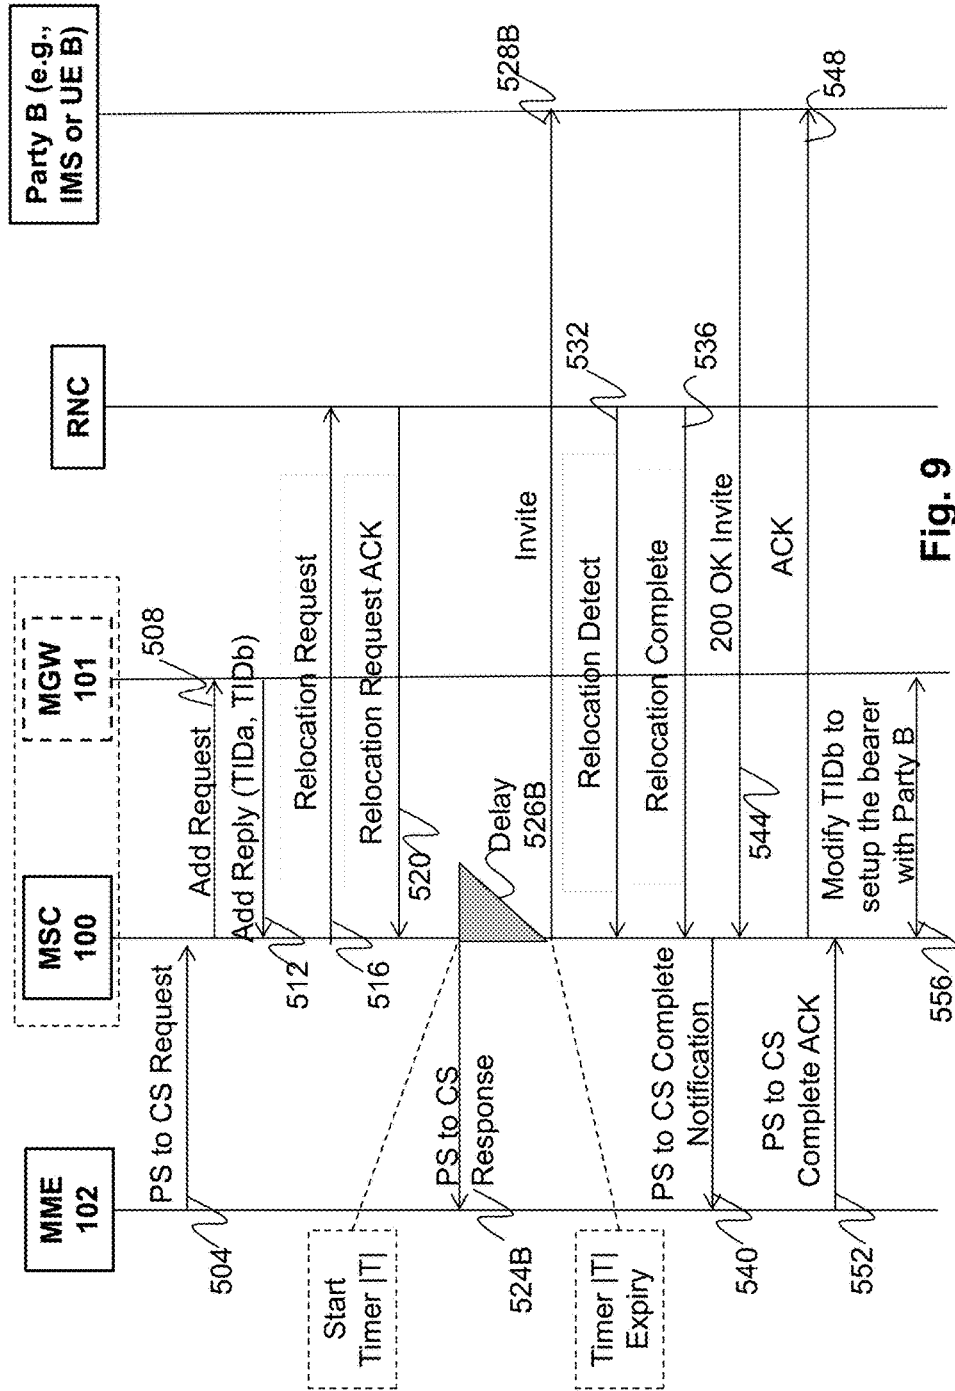 MME
102
MSC
100
MGW
101
RNC
Party B (e.g.,
IMS or UE B)
PS to CS Request
504
Add Request
508
Add Reply (TIDa, TIDb)
512
Relocation Request
516
Relocation Request ACK
520
Start
Timer |T|
PS to CS
Response
524B
Delay
526B
Timer |T|
Expiry
Invite
528B
Relocation Detect
532
Relocation Complete
536
PS to CS Complete
Notification
540
200 OK Invite
544
ACK
548
PS to CS
Complete ACK
552
Modify TIDb to
setup the bearer
with Party B
556
Fig. 9